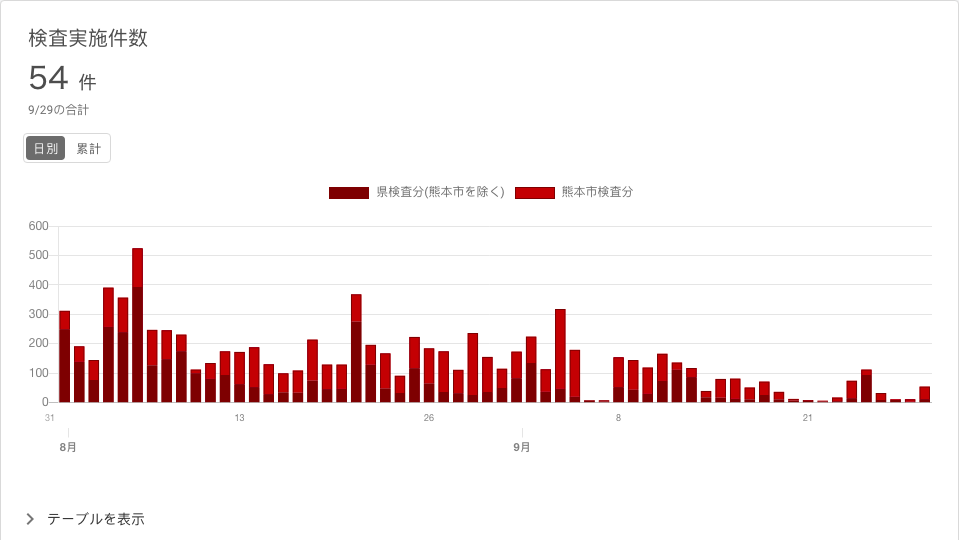 検査実施件数
54 件
9/29の合計
日別 累計
県検査分(熊本市を除く) 熊本市検査分
600
500
400
300
200
100
0
31 13 26 8 21
8月 9月
テーブルを表示